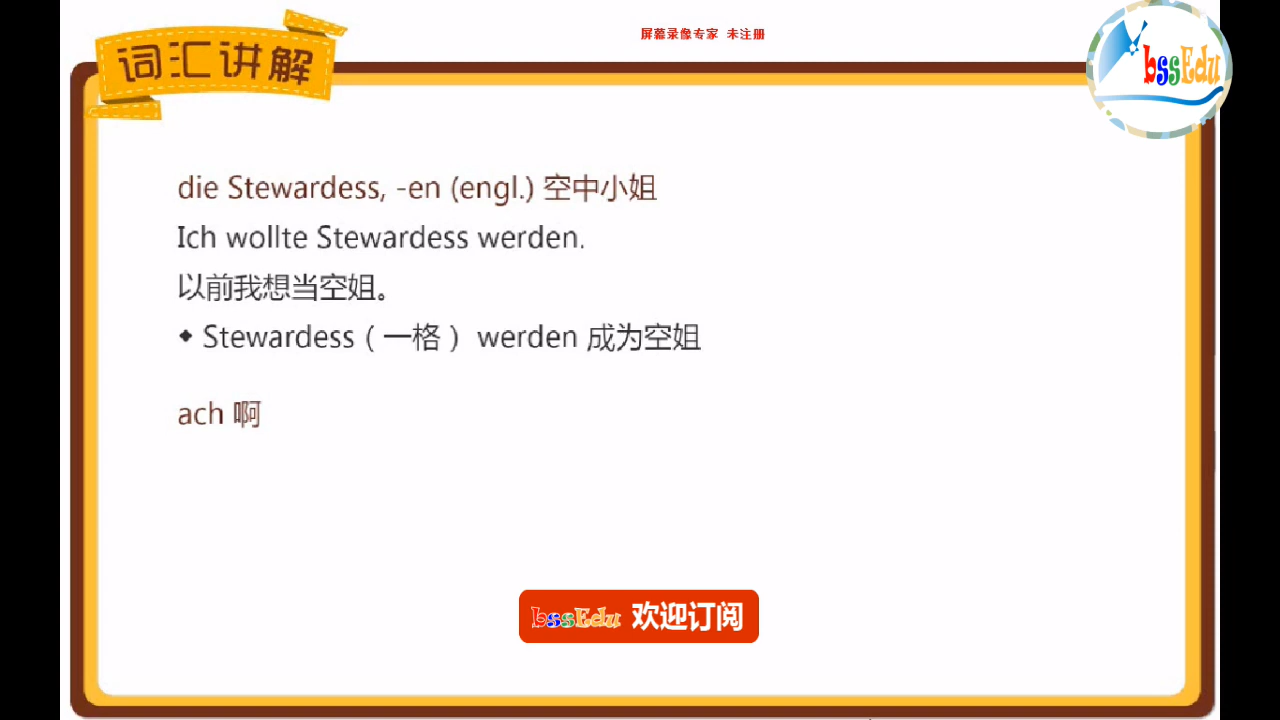 屏幕录像专家 未注册
词汇讲解
bssEdu
die Stewardess, -en (engl.) 空中小姐
Ich wollte Stewardess werden.
以前我想当空姐。
◆ Stewardess（一格） werden 成为空姐
ach 啊
bssEdu 欢迎订阅